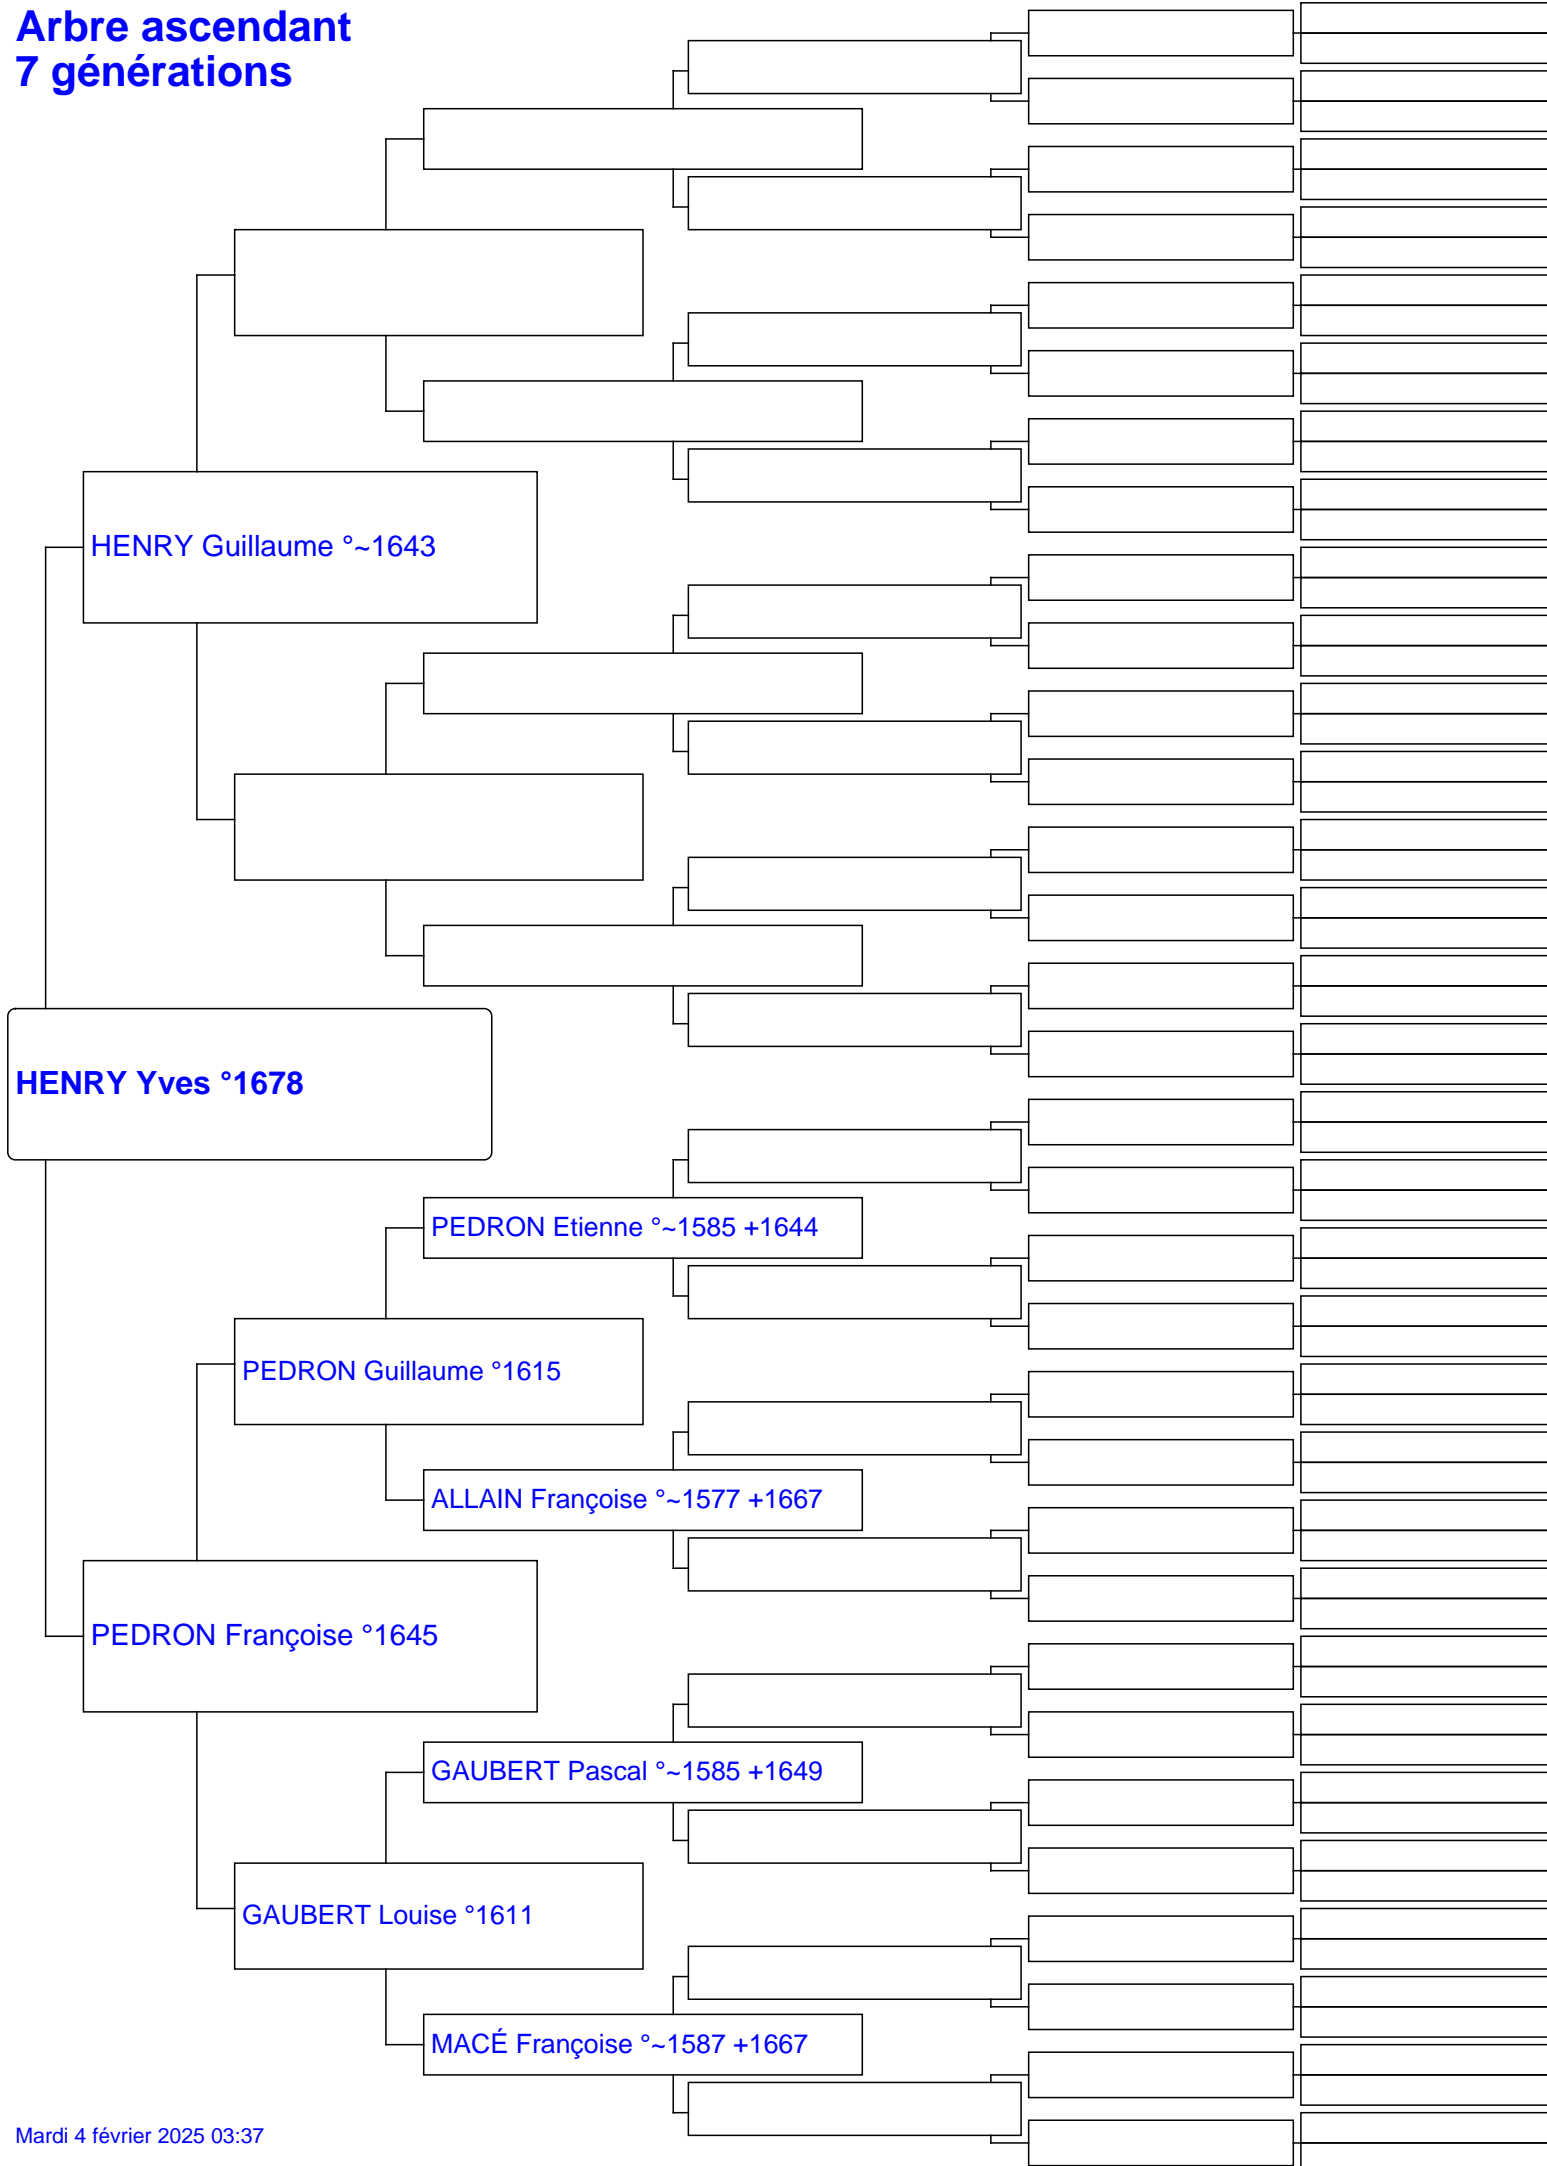 Arbre ascendant
7 générations
HENRY Guillaume °~1643
HENRY Yves °1678
PEDRON Etienne °~1585 +1644
PEDRON Guillaume °1615
ALLAIN Françoise °~1577 +1667
PEDRON Françoise °1645
GAUBERT Pascal °~1585 +1649
GAUBERT Louise °1611
MACÉ Françoise °~1587 +1667
Mardi 4 février 2025 03:37